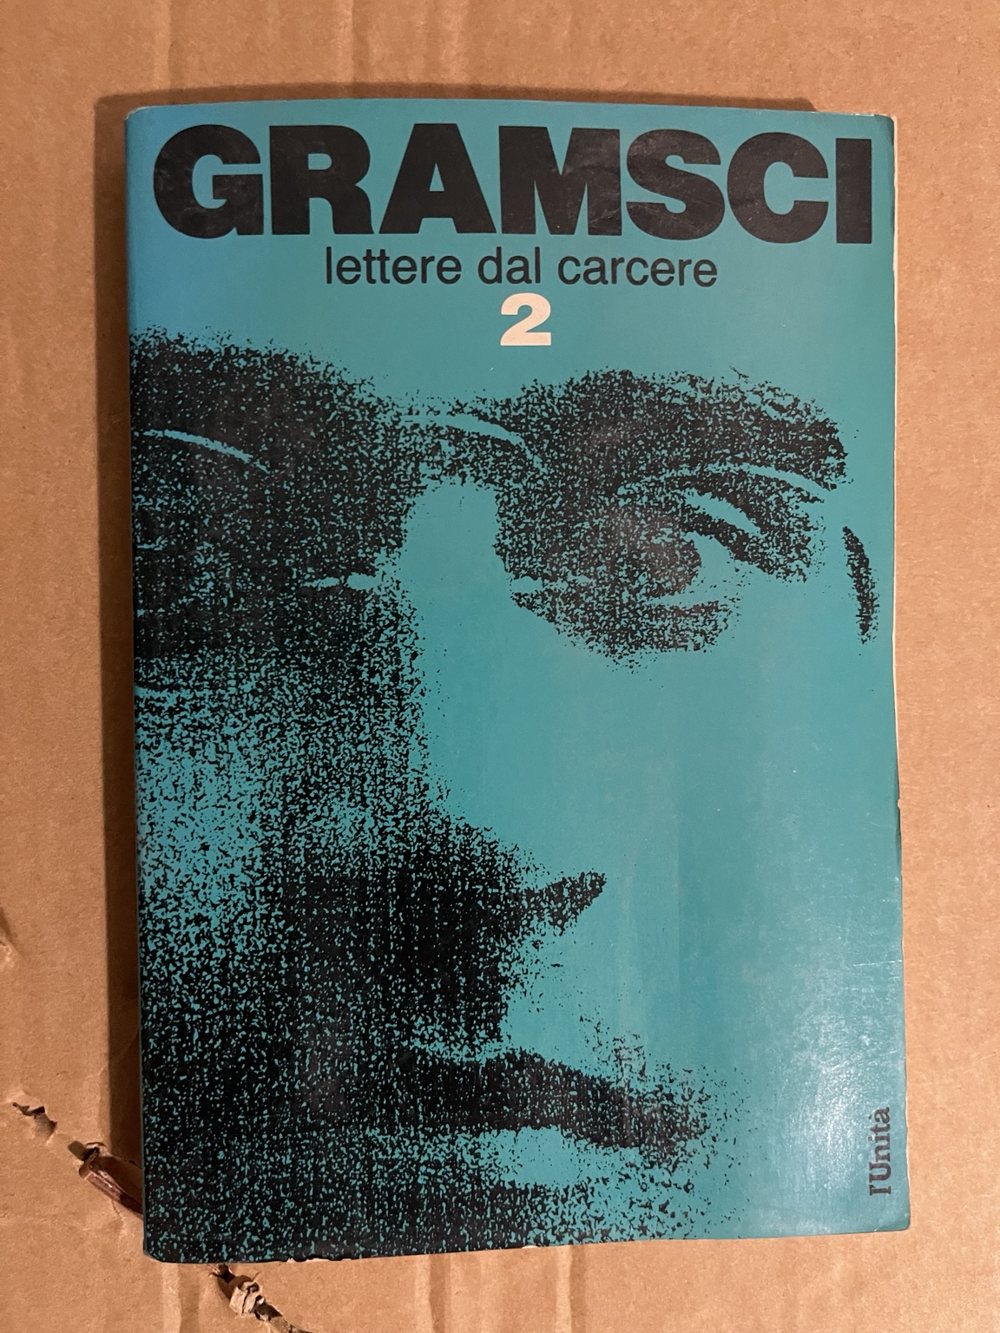 GRAMSCI
lettere dal carcere
2
l'Unità